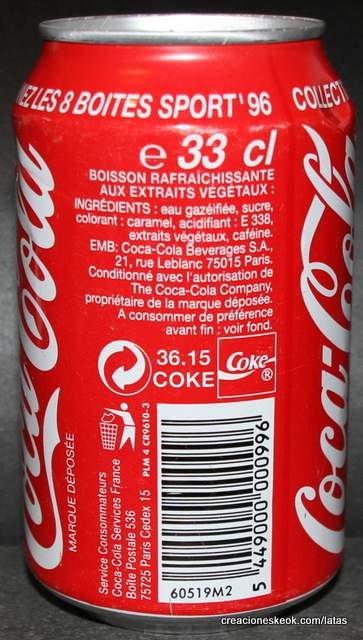 NEZ LES 8 BOITES SPORT'96
COLLECT
e 33 cl
BOISSON RAFRAÎCHISSANTE
AUX EXTRAITS VÉGÉTAUX :
INGRÉDIENTS : eau gazéifiée, sucre,
colorant : caramel, acidifiant : E 338,
extraits végétaux, caféine.
EMB: Coca-Cola Beverages S.A.,
21, rue Leblanc 75015 Paris.
Conditionné avec l'autorisation de
The Coca-Cola Company,
propriétaire de la marque déposée.
A consommer de préférence
avant fin : voir fond.
36.15
COKE
Coke
®
Coca-Cola
MARQUE DÉPOSÉE
Service Consommateurs
Coca-Cola Services France
Boîte Postale 536
75725 Paris Cedex 15
PLM 4 CR9610-3
60519M2
5 449000 000996
Coca-Co
creacioneskeok.com/latas